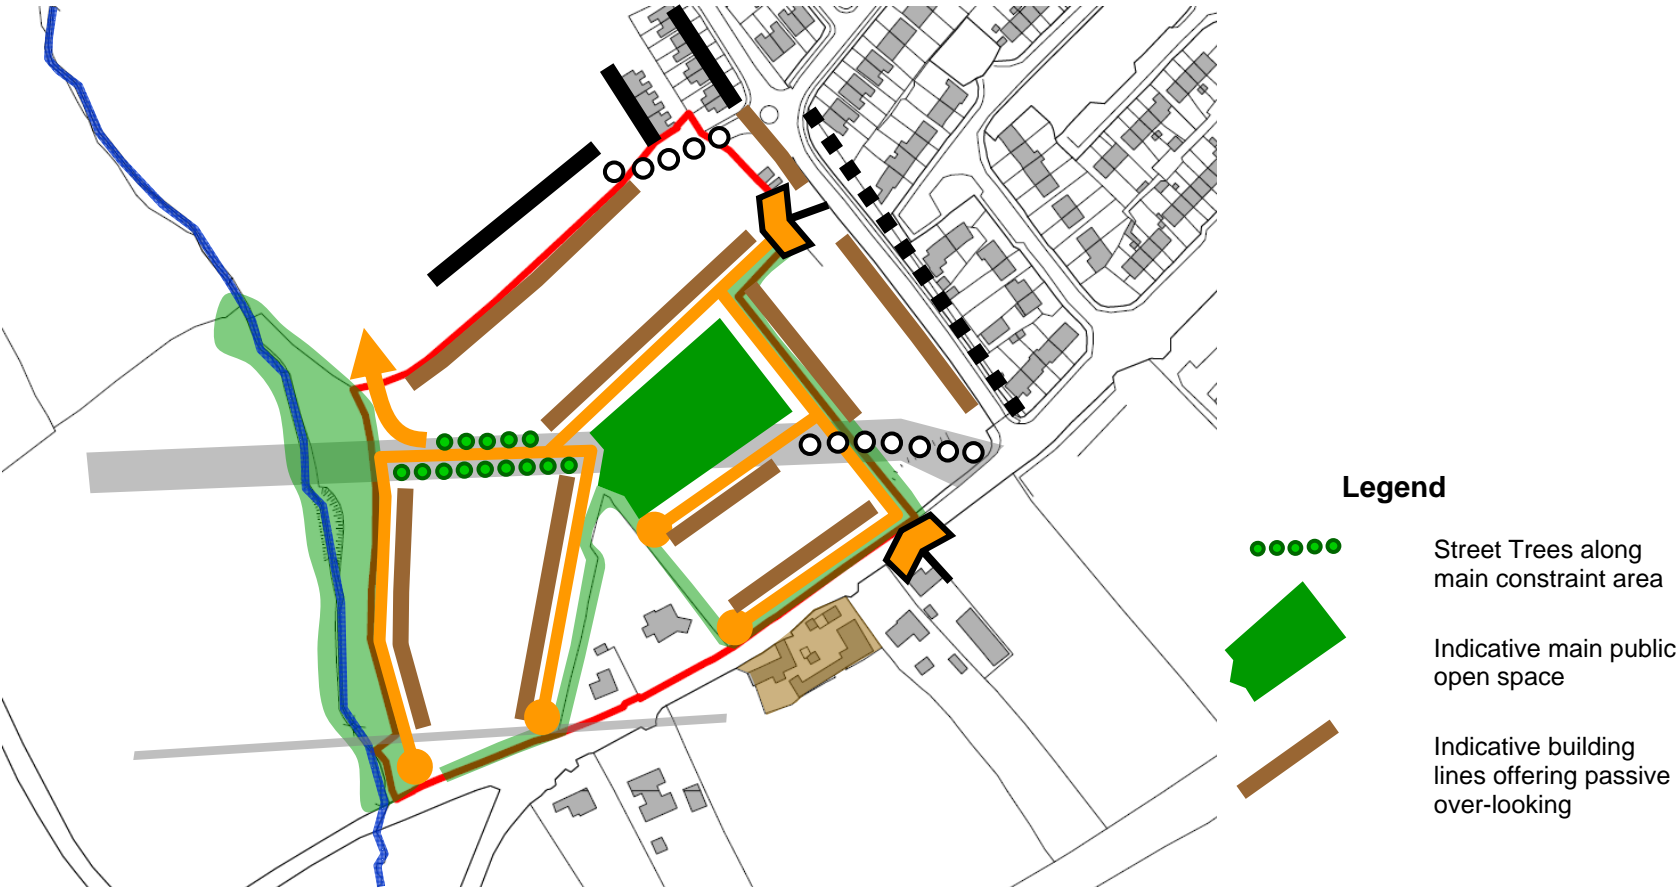 Legend
Street Trees along
main constraint area
Indicative main public
open space
Indicative building
lines offering passive
over-looking